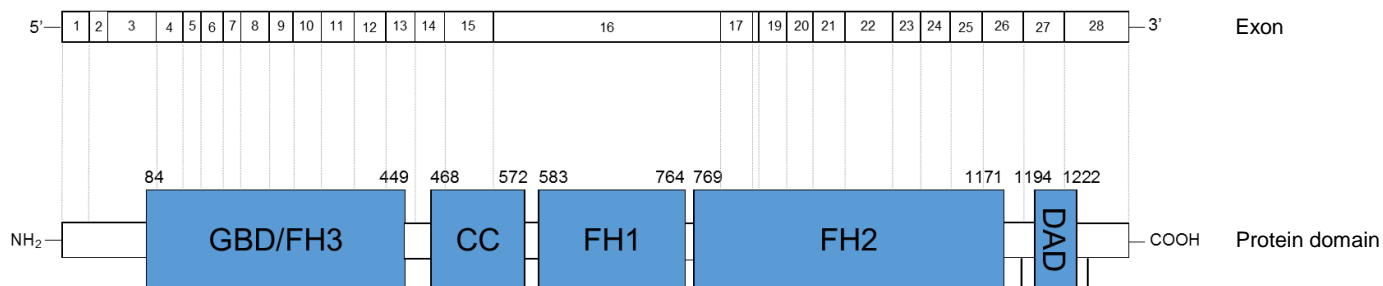 5’ 1 2 3 4 5 6 7 8 9 10 11 12 13 14 15 16 17 19 20 21 22 23 24 25 26 27 28 3’ Exon
84 449 468 572 583 764 769 1171 1194 1222
NH2 GBD/FH3 CC FH1 FH2 DAD COOH Protein domain